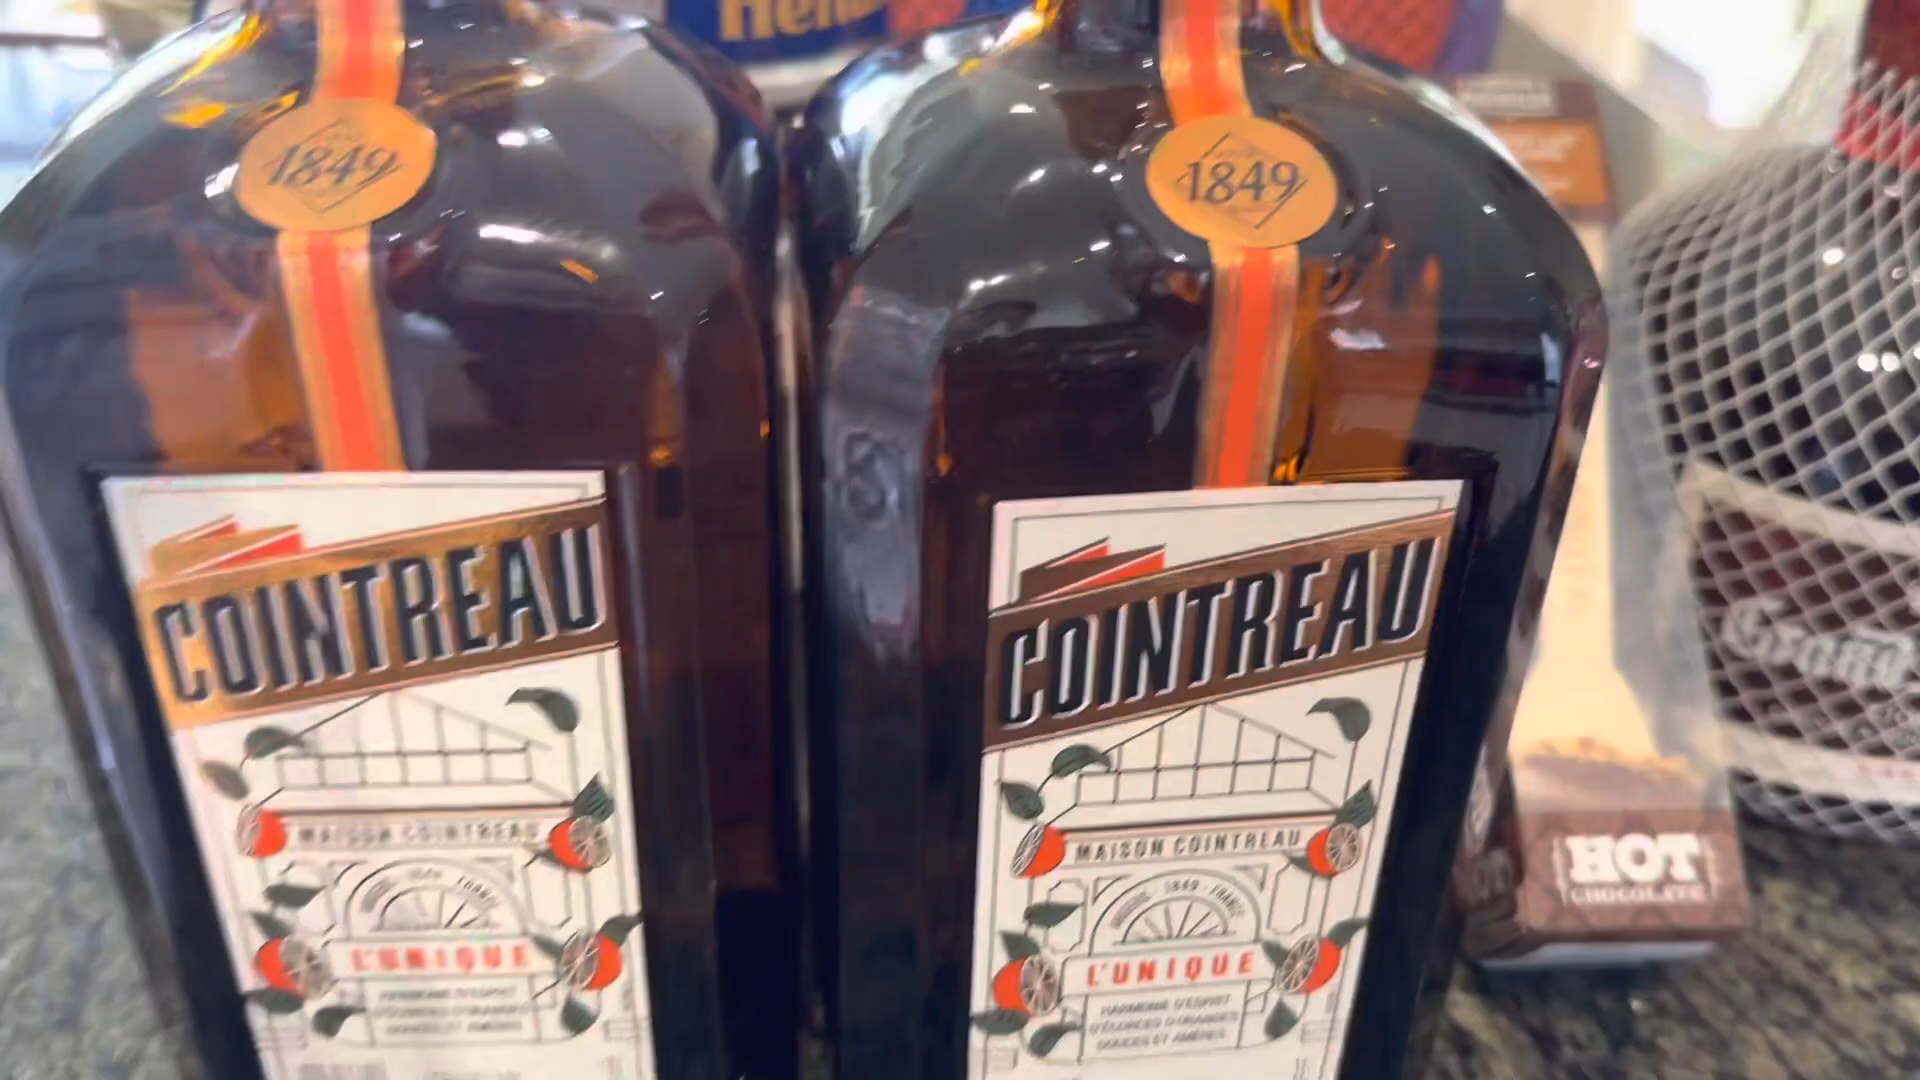 1849
COINTREAU
MAISON COINTREAU
L'UNIQUE
1849
COINTREAU
MAISON COINTREAU
1849 - FRANCE
L'UNIQUE
HARMONIE D'ESPRIT
D'ÉCORCES D'ORANGES
DOUCES ET AMÈRES
HOT
CHOCOLATE